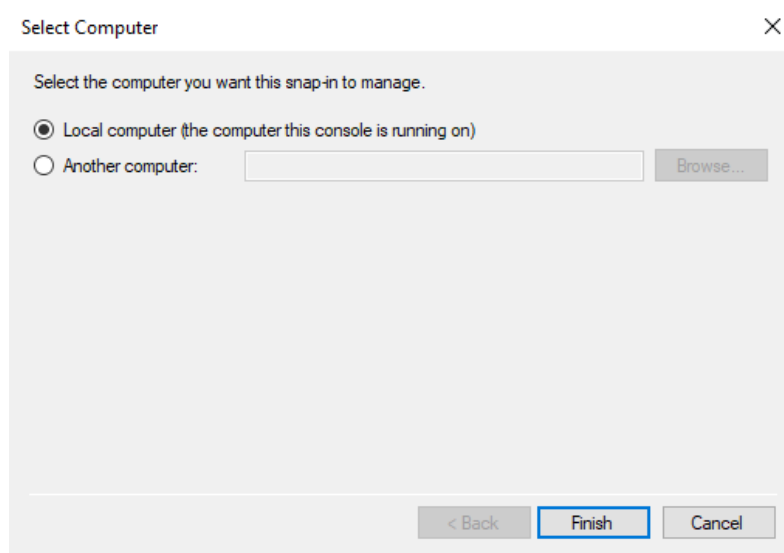 Select Computer
Select the computer you want this snap-in to manage.
Local computer (the computer this console is running on)
Another computer: Browse...
< Back Finish Cancel